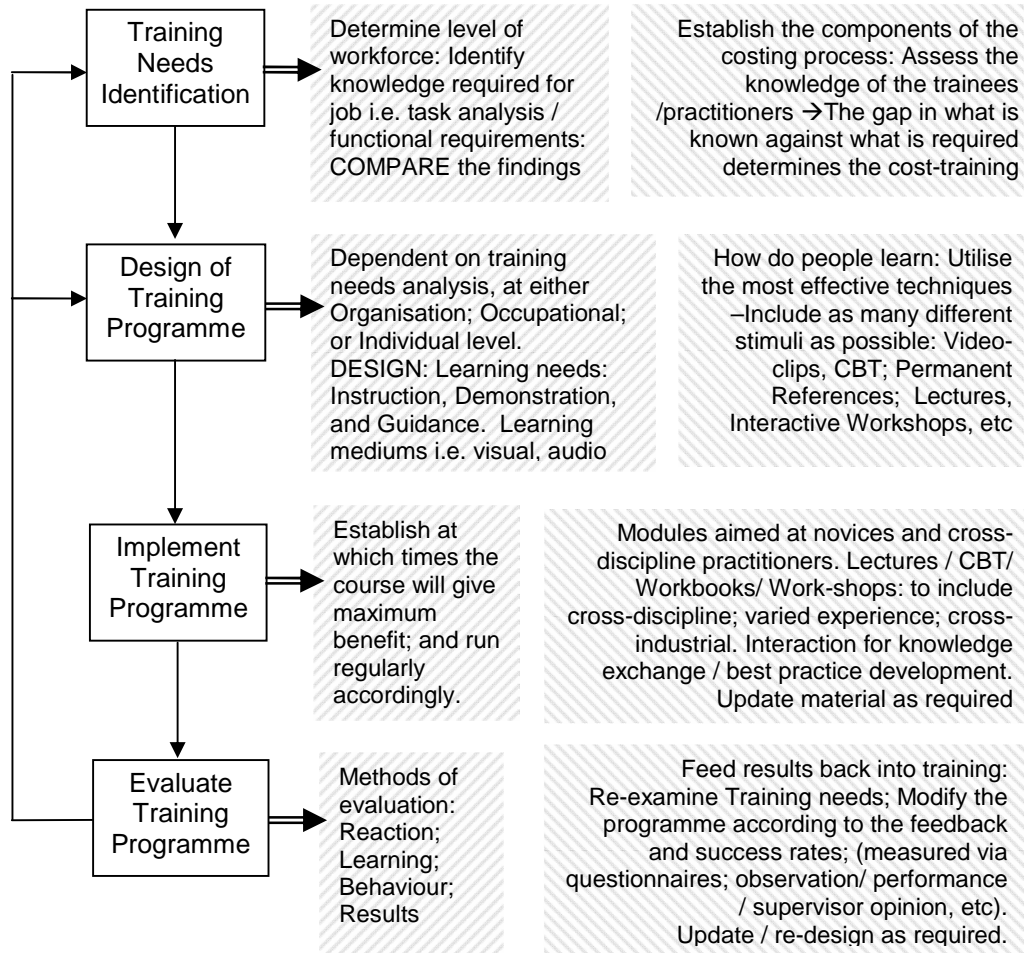 Training
Needs
Identification
Determine level of
workforce: Identify
knowledge required for
job i.e. task analysis /
functional requirements:
COMPARE the findings
Establish the components of the
costing process: Assess the
knowledge of the trainees
/practitioners →The gap in what is
known against what is required
determines the cost-training
Design of
Training
Programme
Dependent on training
needs analysis, at either
Organisation; Occupational;
or Individual level.
DESIGN: Learning needs:
Instruction, Demonstration,
and Guidance. Learning
mediums i.e. visual, audio
How do people learn: Utilise
the most effective techniques
–Include as many different
stimuli as possible: Video-
clips, CBT; Permanent
References; Lectures,
Interactive Workshops, etc
Implement
Training
Programme
Establish at
which times the
course will give
maximum
benefit; and run
regularly
accordingly.
Modules aimed at novices and cross-
discipline practitioners. Lectures / CBT/
Workbooks/ Work-shops: to include
cross-discipline; varied experience; cross-
industrial. Interaction for knowledge
exchange / best practice development.
Update material as required
Evaluate
Training
Programme
Methods of
evaluation:
Reaction;
Learning;
Behaviour;
Results
Feed results back into training:
Re-examine Training needs; Modify the
programme according to the feedback
and success rates; (measured via
questionnaires; observation/ performance
/ supervisor opinion, etc).
Update / re-design as required.